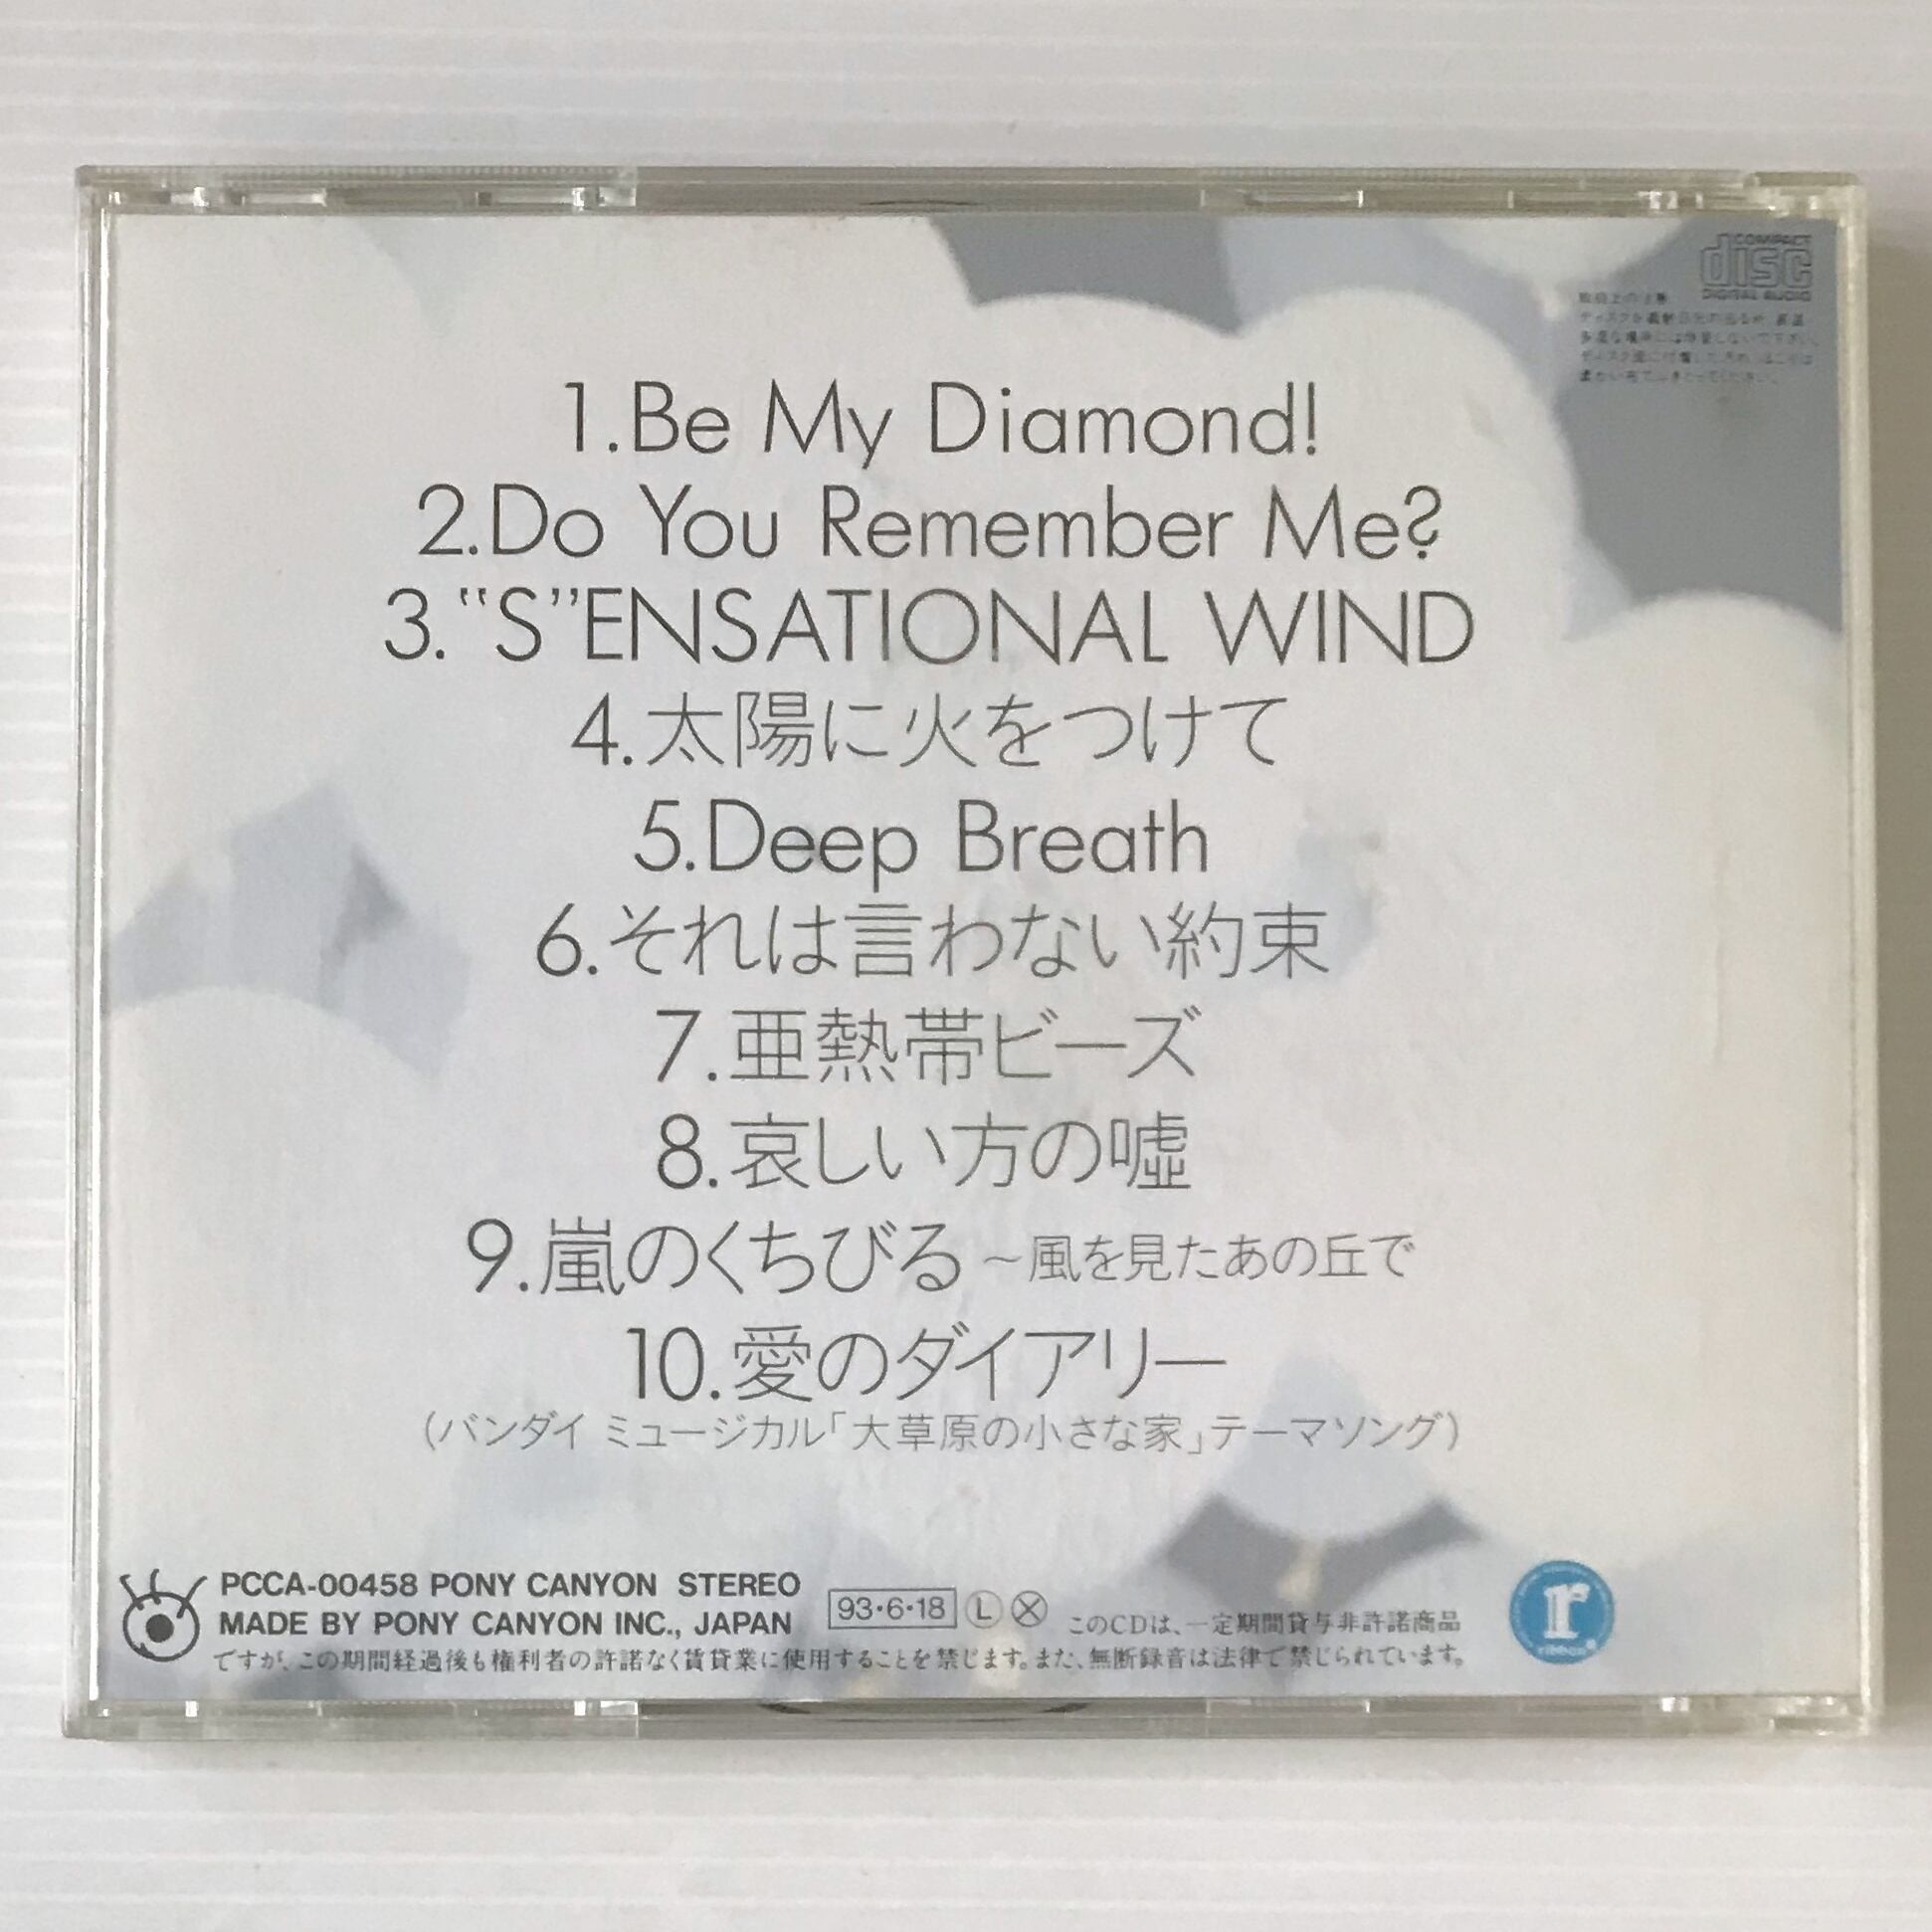 COMPACT
disc
DIGITAL AUDIO
1.Be My Diamond!
2.Do You Remember Me?
3.“S”ENSATIONAL WIND
4.太陽に火をつけて
5.Deep Breath
6.それは言わない約束
7.亜熱帯ビーズ
8.哀しい方の嘘
9.嵐のくちびる ～風を見たあの丘で
10.愛のダイアリー
(バンダイ ミュージカル「大草原の小さな家」テーマソング)
PCCA-00458 PONY CANYON STEREO
MADE BY PONY CANYON INC., JAPAN
93・6・18 L X このCDは、一定期間貸与非許諾商品
ですが、この期間経過後も権利者の許諾なく賃貸業に使用することを禁じます。また、無断録音は法律で禁じられています。
r